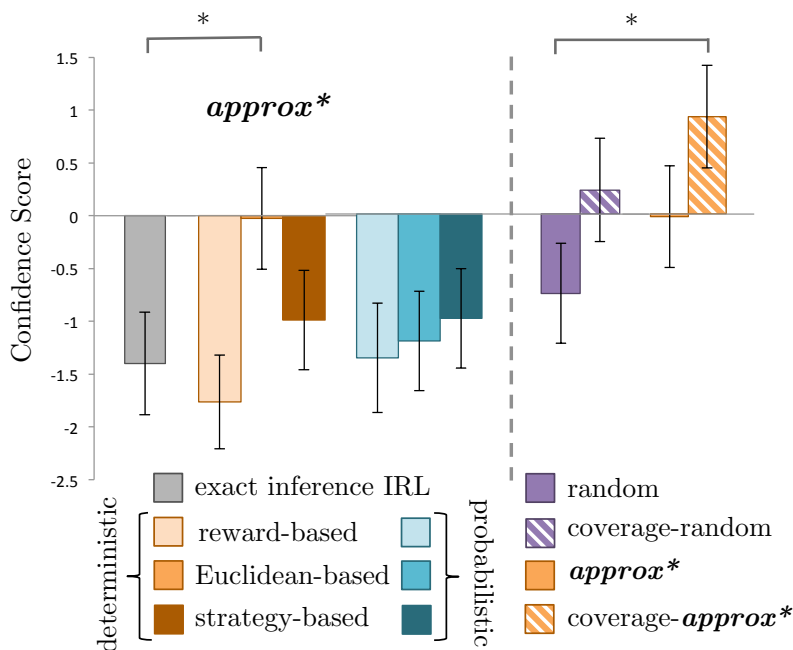 *
*
1.5
1
0.5
0
-0.5
-1
-1.5
-2
-2.5
Confidence Score
approx*
exact inference IRL
deterministic
reward-based
Euclidean-based
strategy-based
probabilistic
random
coverage-random
approx*
coverage-approx*